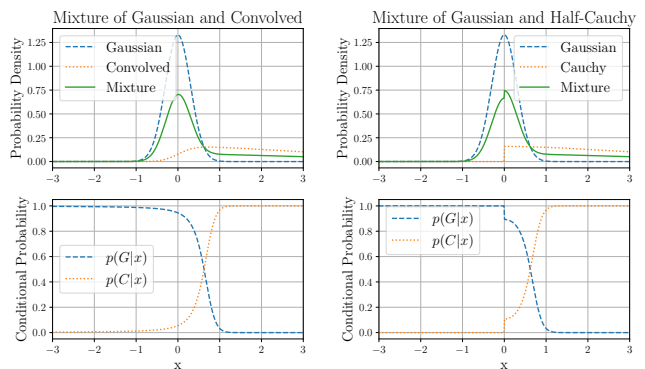 Mixture of Gaussian and Convolved
Probability Density
1.25
1.00
0.75
0.50
0.25
0.00
Gaussian
Convolved
Mixture
−3
−2
−1
0
1
2
3
Mixture of Gaussian and Half-Cauchy
Probability Density
1.25
1.00
0.75
0.50
0.25
0.00
Gaussian
Cauchy
Mixture
−3
−2
−1
0
1
2
3
Conditional Probability
1.0
0.8
0.6
0.4
0.2
0.0
p(G|x)
p(C|x)
−3
−2
−1
0
1
2
3
x
Conditional Probability
1.0
0.8
0.6
0.4
0.2
0.0
p(G|x)
p(C|x)
−3
−2
−1
0
1
2
3
x